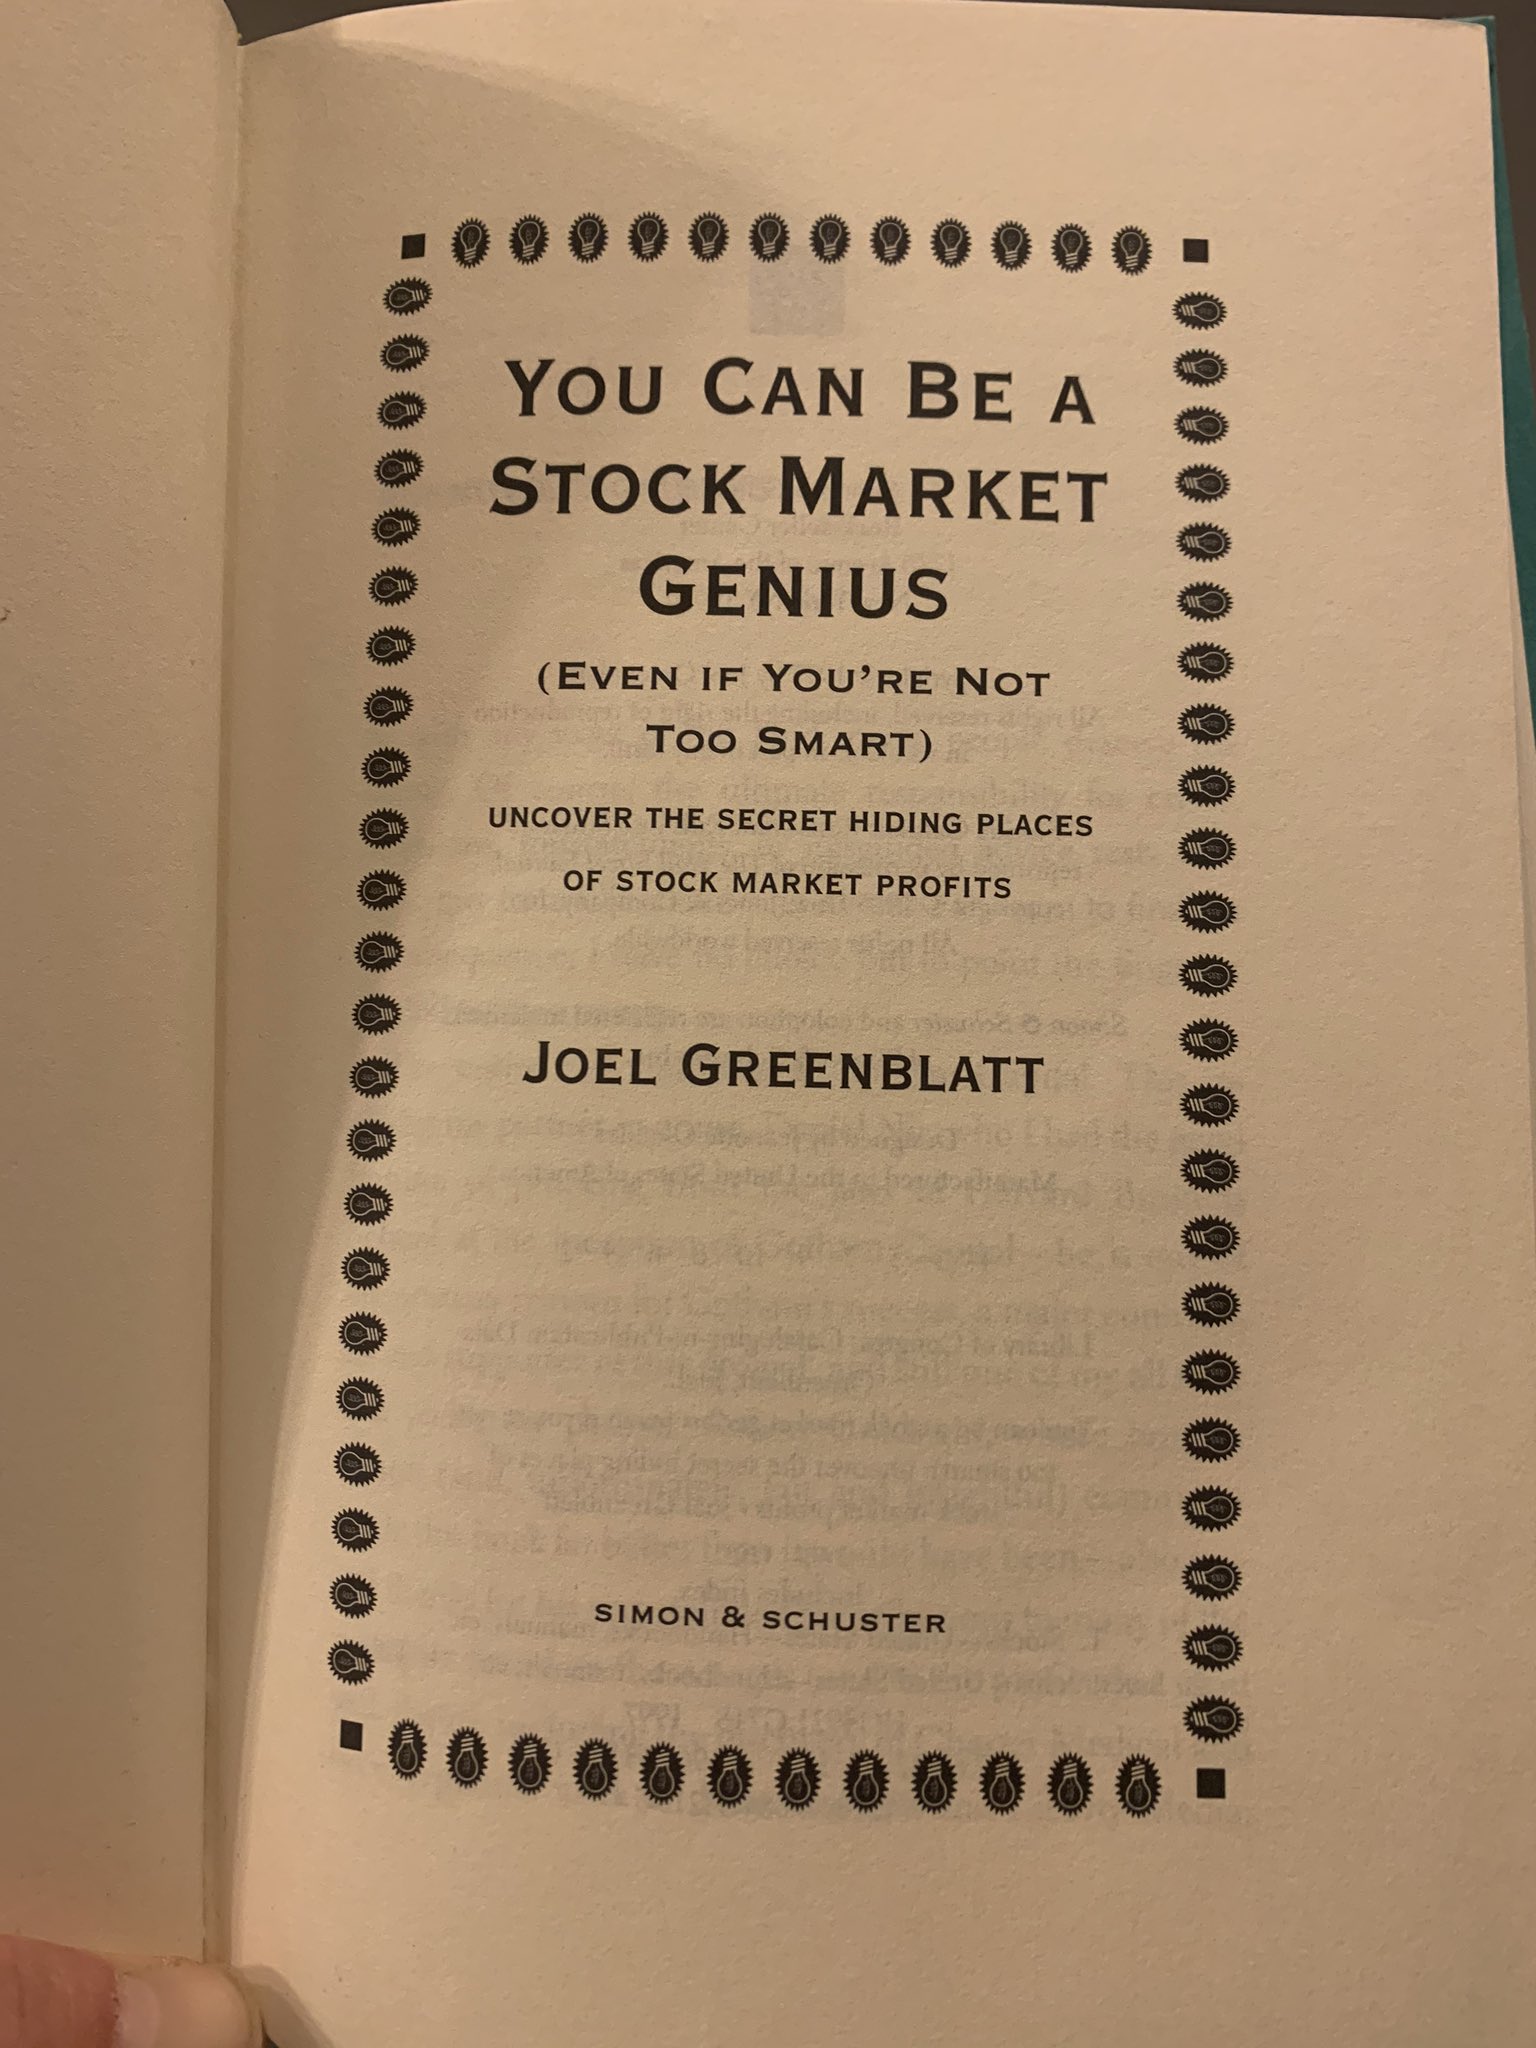 YOU CAN BE A
STOCK MARKET
GENIUS
(EVEN IF YOU'RE NOT
TOO SMART)
UNCOVER THE SECRET HIDING PLACES
OF STOCK MARKET PROFITS
JOEL GREENBLATT
SIMON & SCHUSTER